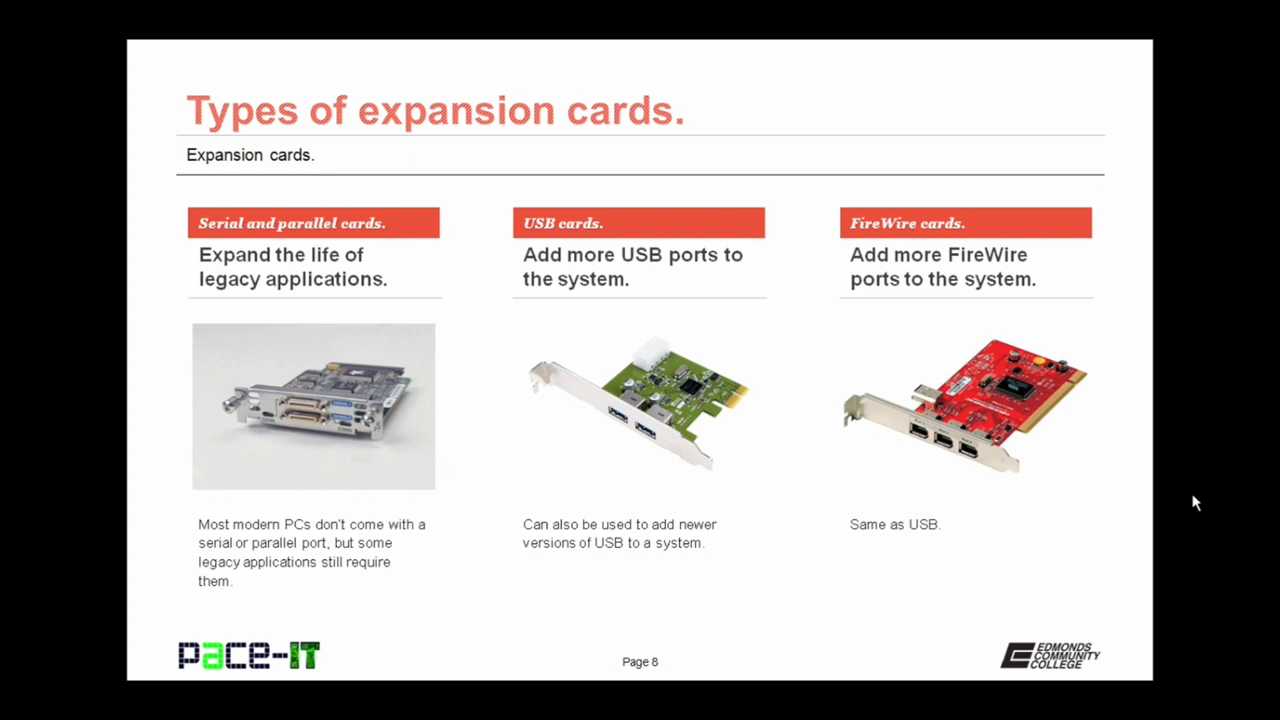 Types of expansion cards.
Expansion cards.
Serial and parallel cards.
Expand the life of
legacy applications.
Most modern PCs don't come with a
serial or parallel port, but some
legacy applications still require
them.
USB cards.
Add more USB ports to
the system.
Can also be used to add newer
versions of USB to a system.
FireWire cards.
Add more FireWire
ports to the system.
Same as USB.
pace-IT
Page 8
EDMONDS
COMMUNITY
COLLEGE